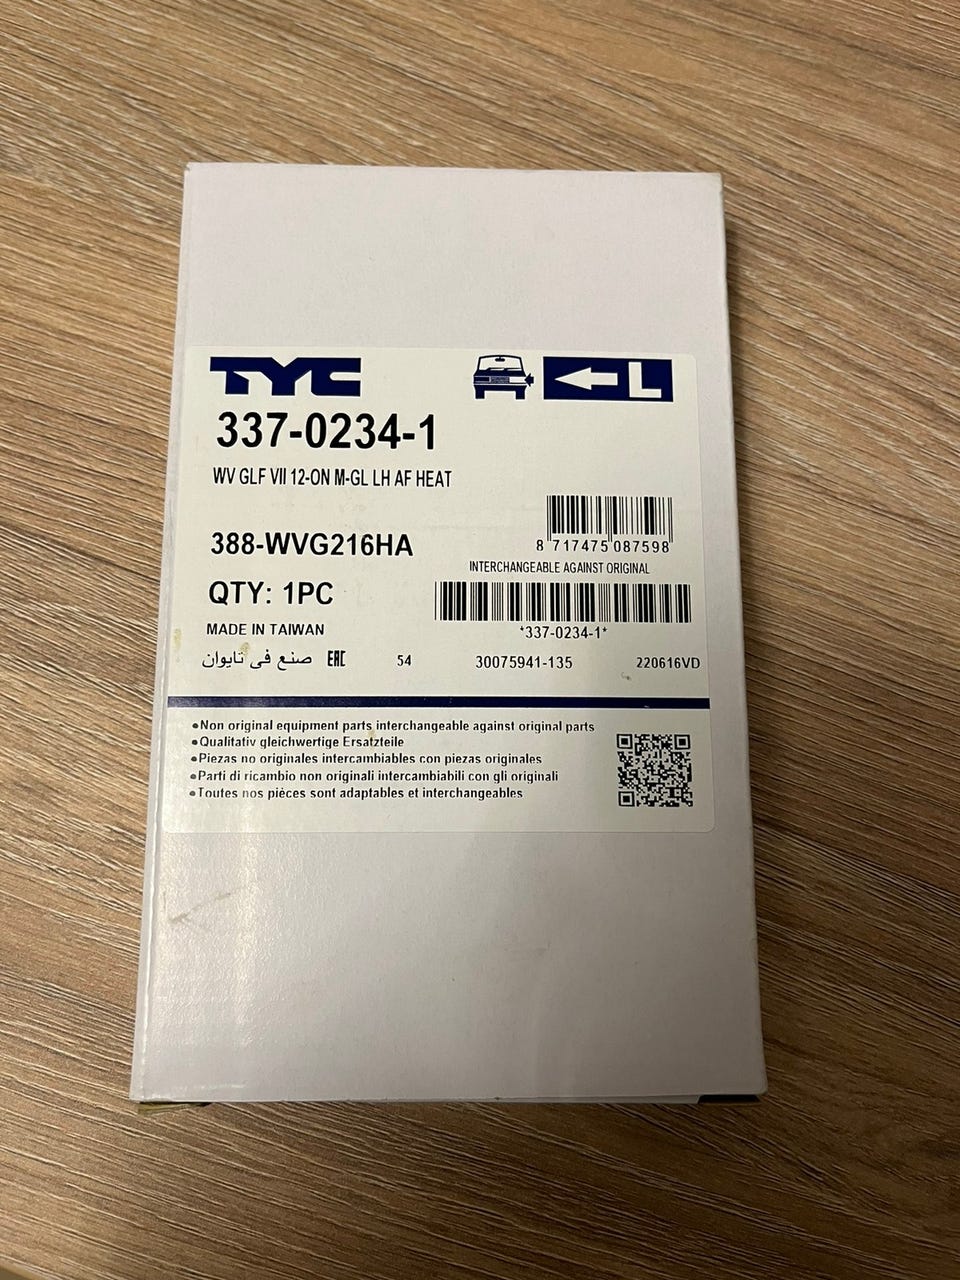 TYC
L
337-0234-1
WV GLF VII 12-ON M-GL LH AF HEAT
388-WVG216HA
8 717475 087598
INTERCHANGEABLE AGAINST ORIGINAL
QTY: 1PC
MADE IN TAIWAN
*337-0234-1*
صنع في تايوان EAC 54 30075941-135 220616VD
•Non original equipment parts interchangeable against original parts
•Qualitativ gleichwertige Ersatzteile
•Piezas no originales intercambiables con piezas originales
•Parti di ricambio non originali intercambiabili con gli originali
•Toutes nos pièces sont adaptables et interchangeables